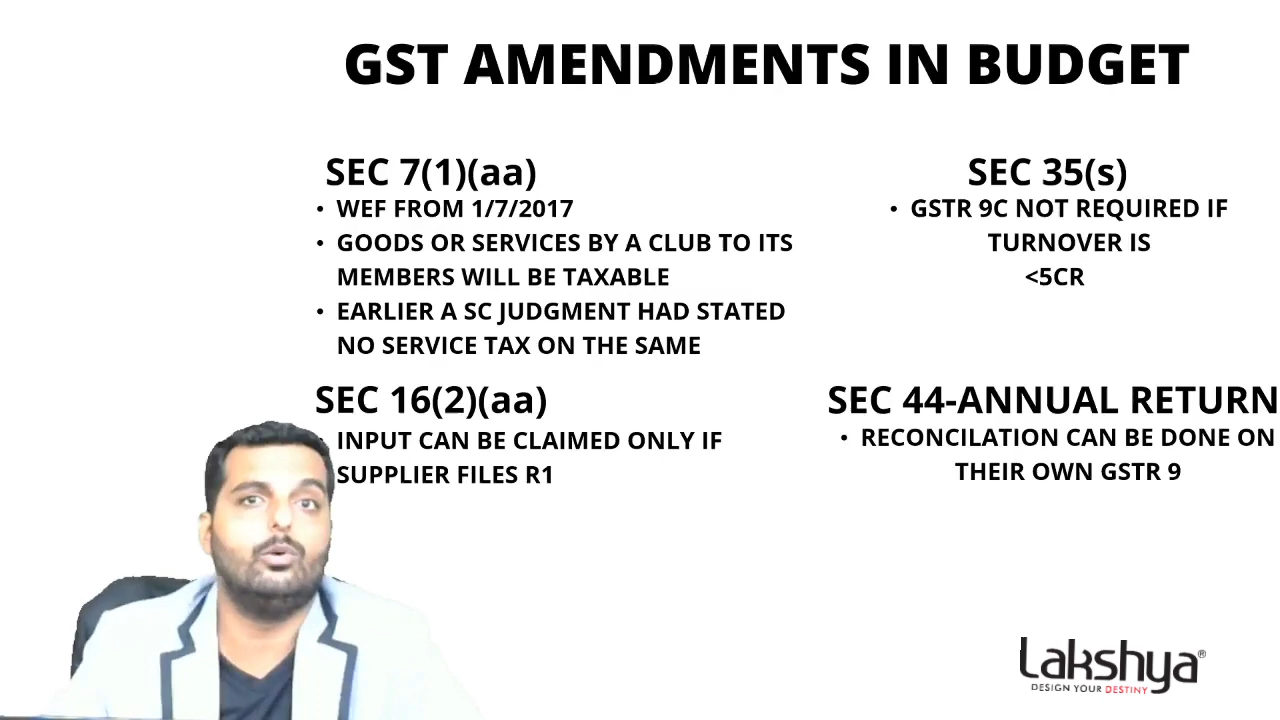 GST AMENDMENTS IN BUDGET
SEC 7(1)(aa)
• WEF FROM 1/7/2017
• GOODS OR SERVICES BY A CLUB TO ITS
MEMBERS WILL BE TAXABLE
• EARLIER A SC JUDGMENT HAD STATED
NO SERVICE TAX ON THE SAME
SEC 16(2)(aa)
INPUT CAN BE CLAIMED ONLY IF
SUPPLIER FILES R1
SEC 35(s)
• GSTR 9C NOT REQUIRED IF
TURNOVER IS
<5CR
SEC 44-ANNUAL RETURN
• RECONCILATION CAN BE DONE ON
THEIR OWN GSTR 9
Lakshya®
DESIGN YOUR DESTINY